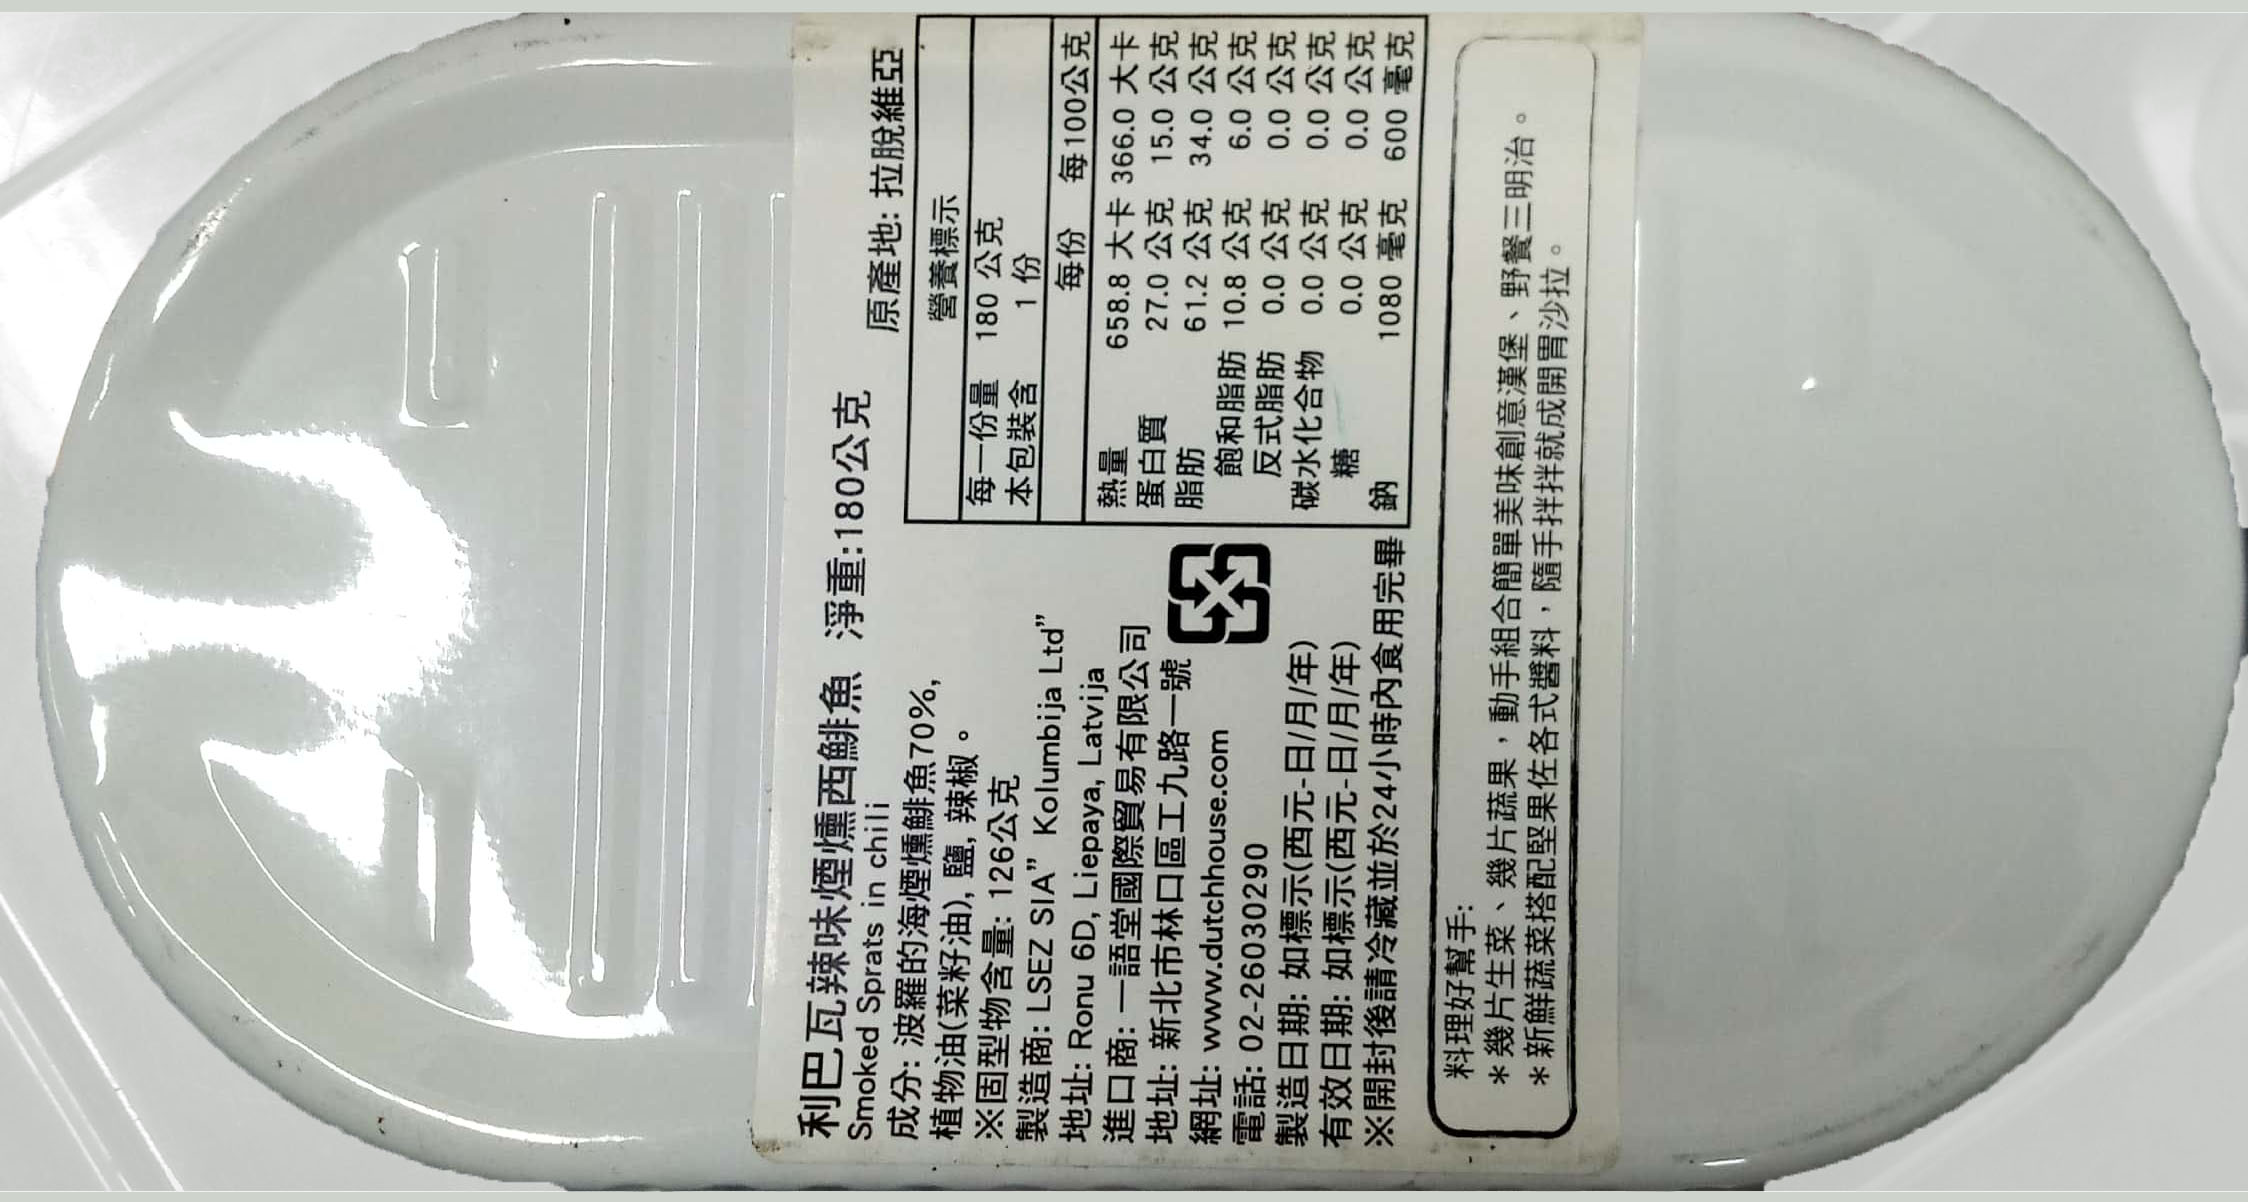 利巴瓦辣味煙燻西鯡魚 淨重:180公克
Smoked Sprats in chili
原產地: 拉脫維亞
成分: 波羅的海煙燻鯡魚70%,
植物油(菜籽油), 鹽, 辣椒。
※固型物含量: 126公克
製造商: LSEZ SIA” Kolumbija Ltd”
地址: Ronu 6D, Liepaya, Latvija
進口商: 一語堂國際貿易有限公司
地址: 新北市林口區工九路一號
網址: www.dutchhouse.com
電話: 02-26030290
製造日期: 如標示(西元-日/月/年)
有效日期: 如標示(西元-日/月/年)
※開封後請冷藏並於24小時內食用完畢
營養標示
每一份量 180 公克
本包裝含 1 份
每份 每100公克
熱量 658.8 大卡 366.0 大卡
蛋白質 27.0 公克 15.0 公克
脂肪 61.2 公克 34.0 公克
飽和脂肪 10.8 公克 6.0 公克
反式脂肪 0.0 公克 0.0 公克
碳水化合物 0.0 公克 0.0 公克
糖 0.0 公克 0.0 公克
鈉 1080 毫克 600 毫克
料理好幫手:
＊幾片生菜、幾片蔬果，動手組合簡單美味創意漢堡、野餐三明治。
＊新鮮蔬菜搭配堅果佐各式醬料，隨手拌拌就成開胃沙拉。